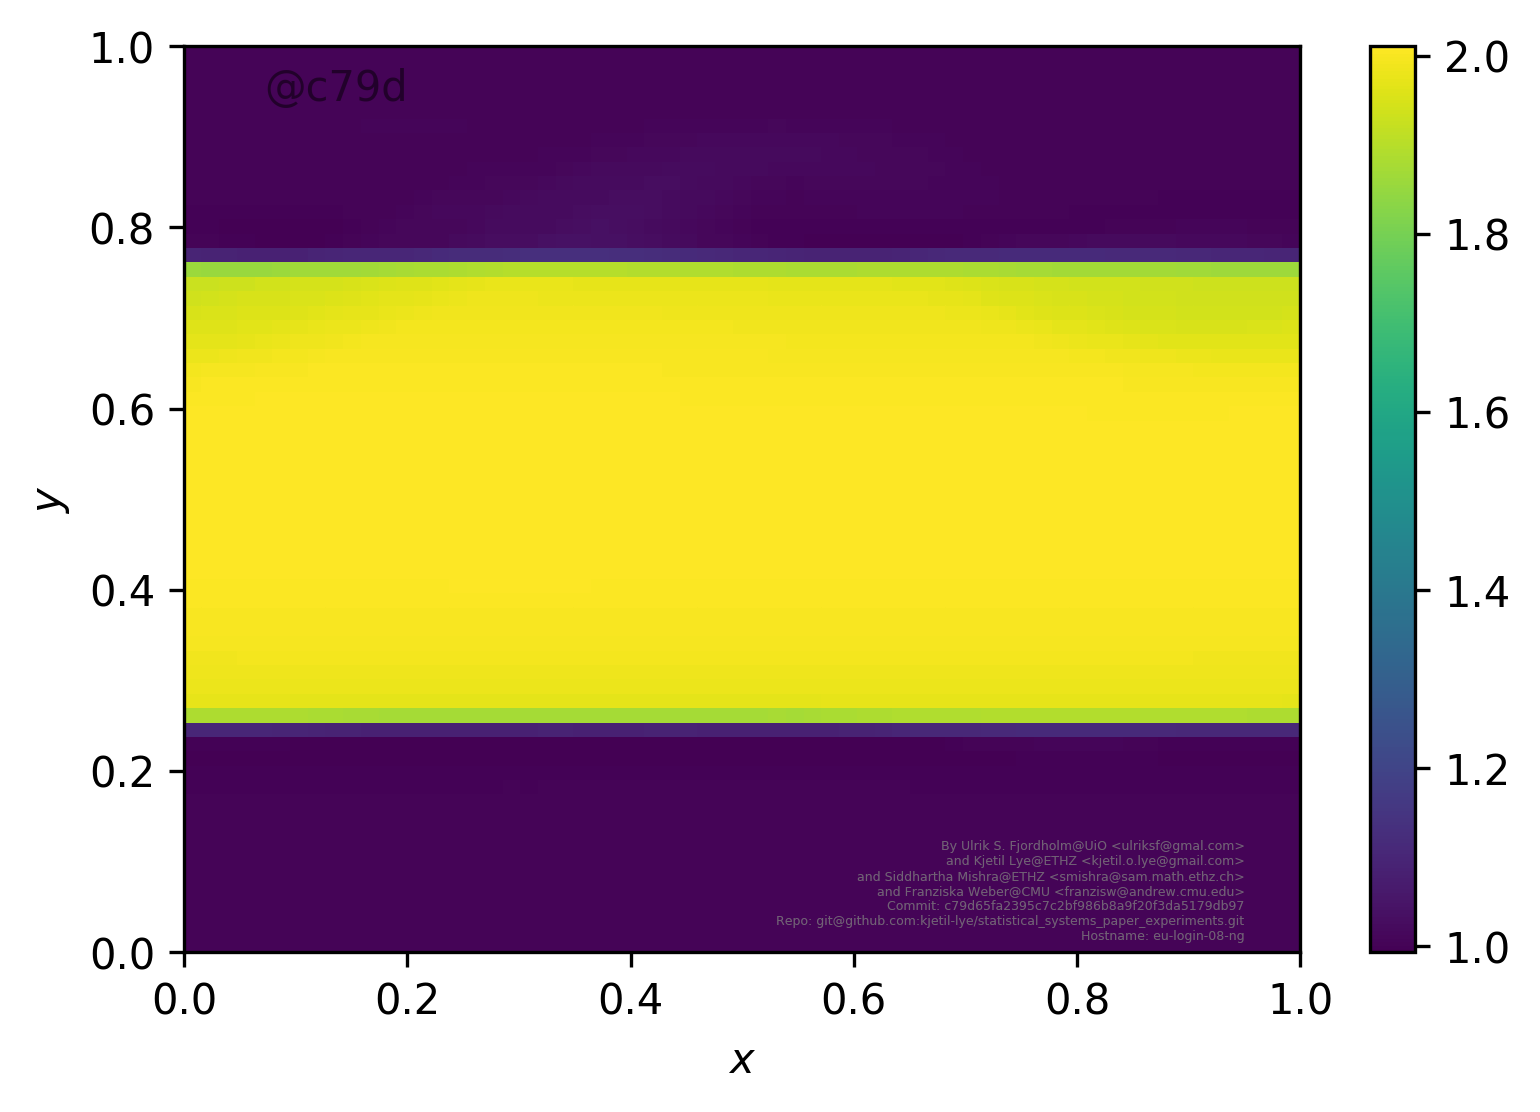 1.0
0.8
0.6
0.4
0.2
0.0
y
0.0 0.2 0.4 0.6 0.8 1.0
x
2.0
1.8
1.6
1.4
1.2
1.0
@c79d
By Ulrik S. Fjordholm@UiO <ulriksf@gmal.com>
and Kjetil Lye@ETHZ <kjetil.o.lye@gmail.com>
and Siddhartha Mishra@ETHZ <smishra@sam.math.ethz.ch>
and Franziska Weber@CMU <franzisw@andrew.cmu.edu>
Commit: c79d65fa2395c7c2bf986b8a9f20f3da5179db97
Repo: git@github.com:kjetil-lye/statistical_systems_paper_experiments.git
Hostname: eu-login-08-ng